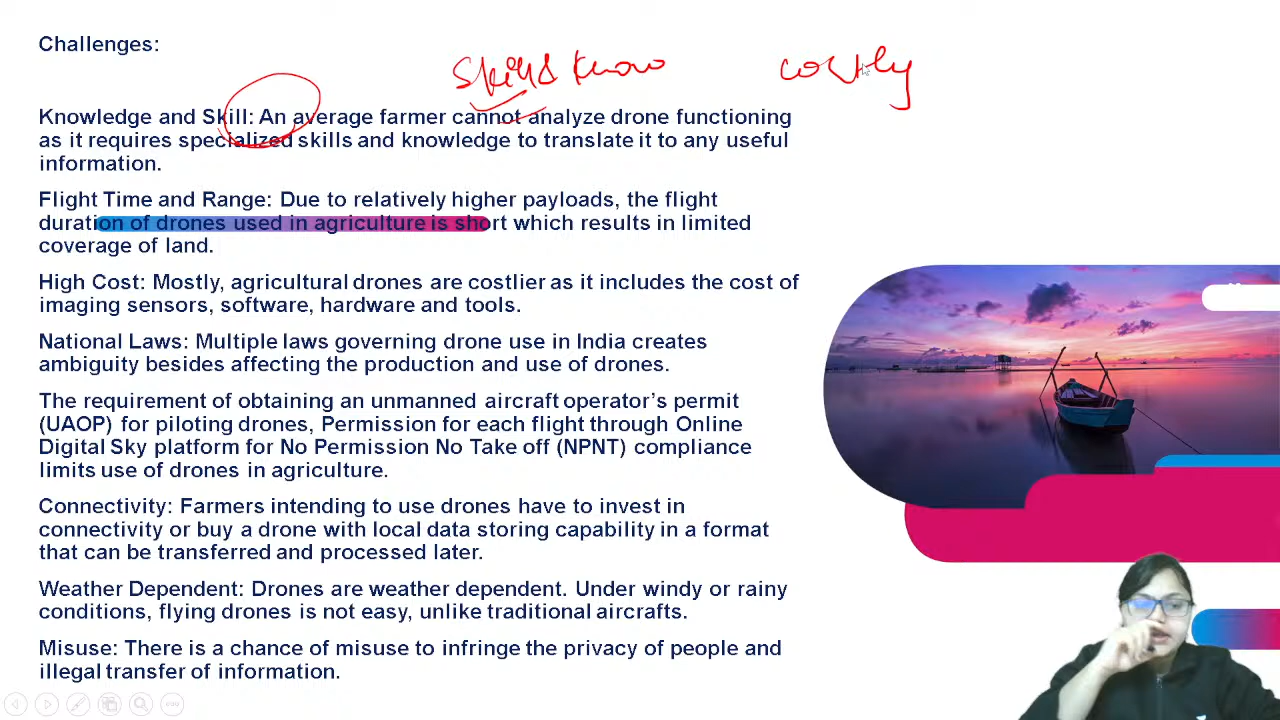 Challenges:
Skill & Know
costly
Knowledge and Skill: An average farmer cannot analyze drone functioning
as it requires specialized skills and knowledge to translate it to any useful
information.
Flight Time and Range: Due to relatively higher payloads, the flight
duration of drones used in agriculture is short which results in limited
coverage of land.
High Cost: Mostly, agricultural drones are costlier as it includes the cost of
imaging sensors, software, hardware and tools.
National Laws: Multiple laws governing drone use in India creates
ambiguity besides affecting the production and use of drones.
The requirement of obtaining an unmanned aircraft operator’s permit
(UAOP) for piloting drones, Permission for each flight through Online
Digital Sky platform for No Permission No Take off (NPNT) compliance
limits use of drones in agriculture.
Connectivity: Farmers intending to use drones have to invest in
connectivity or buy a drone with local data storing capability in a format
that can be transferred and processed later.
Weather Dependent: Drones are weather dependent. Under windy or rainy
conditions, flying drones is not easy, unlike traditional aircrafts.
Misuse: There is a chance of misuse to infringe the privacy of people and
illegal transfer of information.